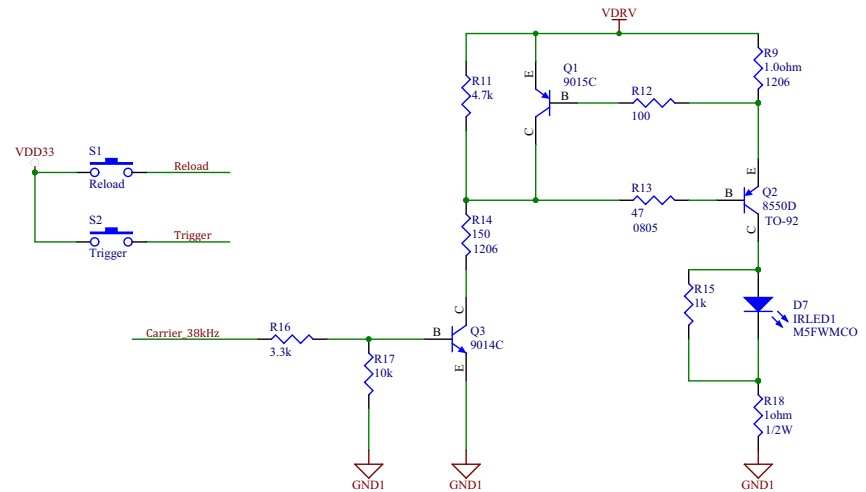 VDRV
R9
1.0ohm
1206
Q1
9015C
E
B
C
R11
4.7k
R12
100
VDD33
S1
Reload
Reload
S2
Trigger
Trigger
R13
47
0805
E
B
C
Q2
8550D
TO-92
R14
150
1206
R15
1k
D7
IRLED1
M5FWMCO
Carrier_38kHz
R16
3.3k
R17
10k
C
B
E
Q3
9014C
R18
1ohm
1/2W
GND1
GND1
GND1